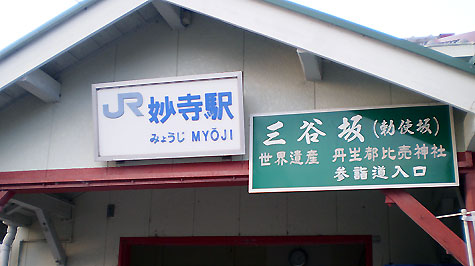 JR妙寺駅
みょうじ MYŌJI
三谷坂(勅使坂)
世界遺産 丹生都比売神社
参詣道入口